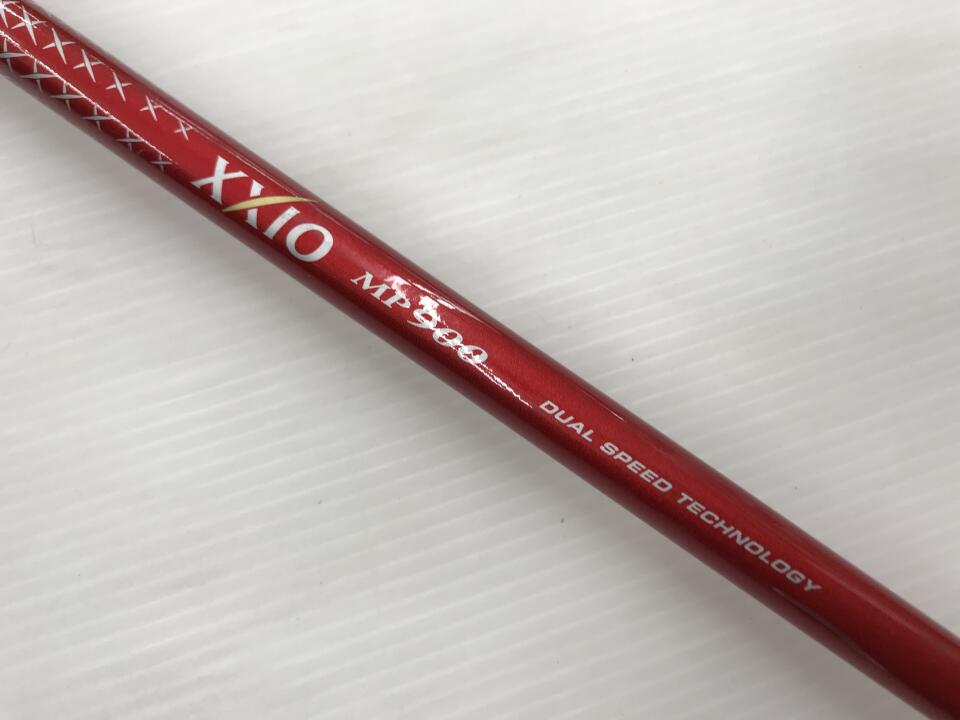 XXIO
MP900
DUAL SPEED TECHNOLOGY